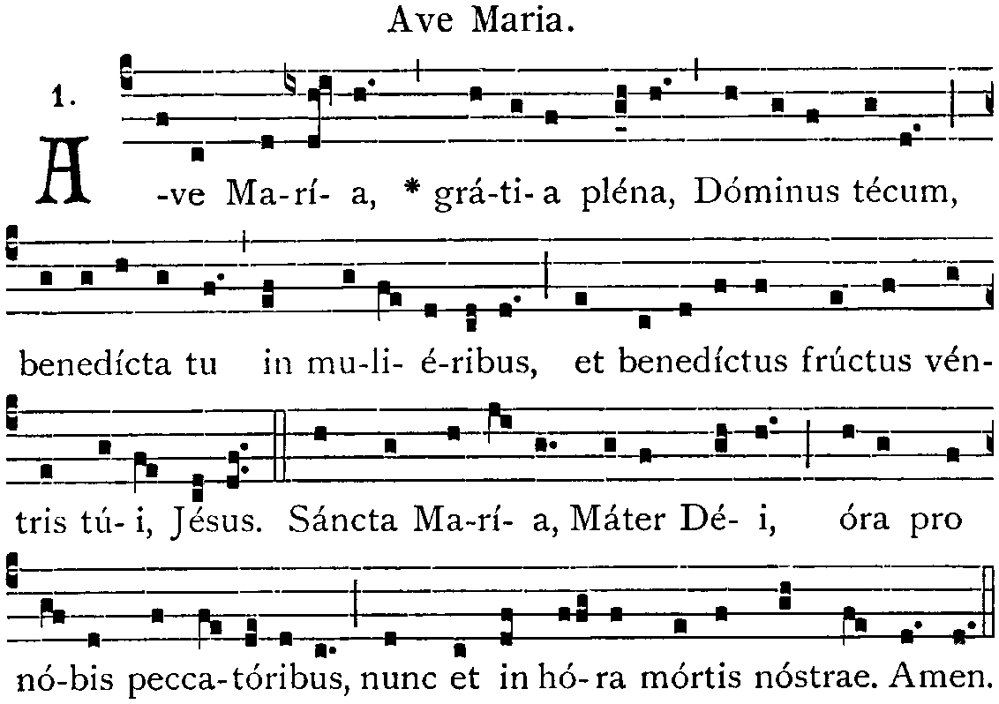 Ave Maria.
1.
A-ve Ma-rí- a, * grá-ti- a pléna, Dóminus técum,
benedícta tu in mu-li- é-ribus, et benedíctus frúctus vén-
tris tú- i, Jésus. Sáncta Ma-rí- a, Máter Dé- i, óra pro
nó-bis pecca-tóribus, nunc et in hó-ra mórtis nóstrae. Amen.